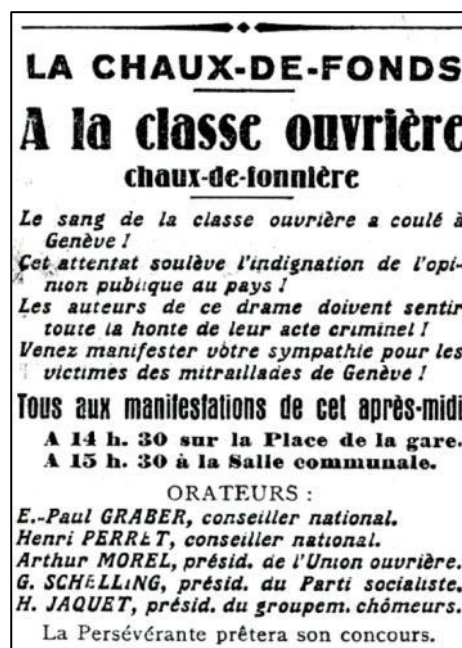 LA CHAUX-DE-FONDS
A la classe ouvrière
chaux-de-fonnière
Le sang de la classe ouvrière a coulé à
Genève !
Cet attentat soulève l'indignation de l'opi-
nion publique au pays !
Les auteurs de ce drame doivent sentir
toute la honte de leur acte criminel !
Venez manifester vôtre sympathie pour les
victimes des mitraillades de Genève !
Tous aux manifestations de cet après-midi
A 14 h. 30 sur la Place de la gare.
A 15 h. 30 à la Salle communale.
ORATEURS :
E.-Paul GRABER, conseiller national.
Henri PERRET, conseiller national.
Arthur MOREL, présid. de l'Union ouvrière.
G. SCHELLING, présid. du Parti socialiste.
H. JAQUET, présid. du groupem. chômeurs.
La Persévérante prêtera son concours.